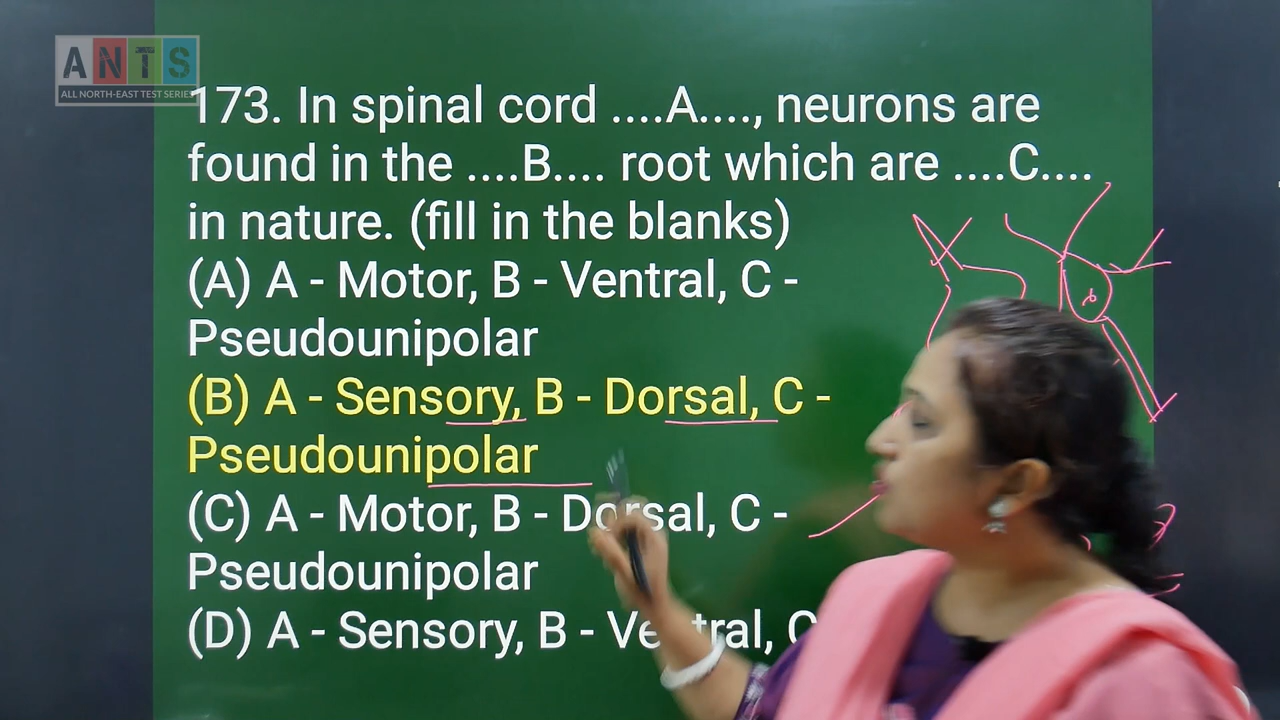 ANTS
ALL NORTH-EAST TEST SERIES
173. In spinal cord ....A...., neurons are
found in the ....B.... root which are ....C....
in nature. (fill in the blanks)
(A) A - Motor, B - Ventral, C -
Pseudounipolar
(B) A - Sensory, B - Dorsal, C -
Pseudounipolar
(C) A - Motor, B - Dorsal, C -
Pseudounipolar
(D) A - Sensory, B -